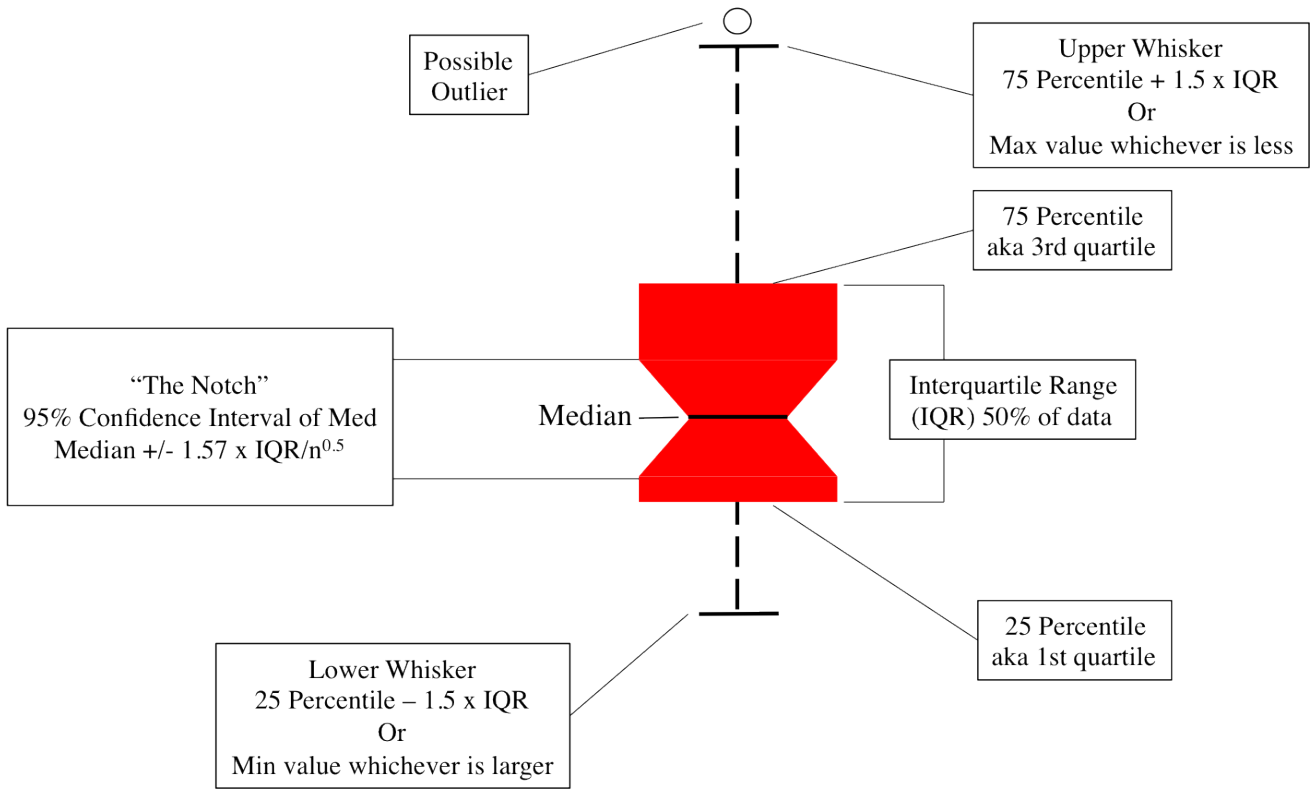 Possible
Outlier
Upper Whisker
75 Percentile + 1.5 x IQR
Or
Max value whichever is less
75 Percentile
aka 3rd quartile
“The Notch”
95% Confidence Interval of Med
Median +/- 1.57 x IQR/n^0.5
Median
Interquartile Range
(IQR) 50% of data
25 Percentile
aka 1st quartile
Lower Whisker
25 Percentile – 1.5 x IQR
Or
Min value whichever is larger